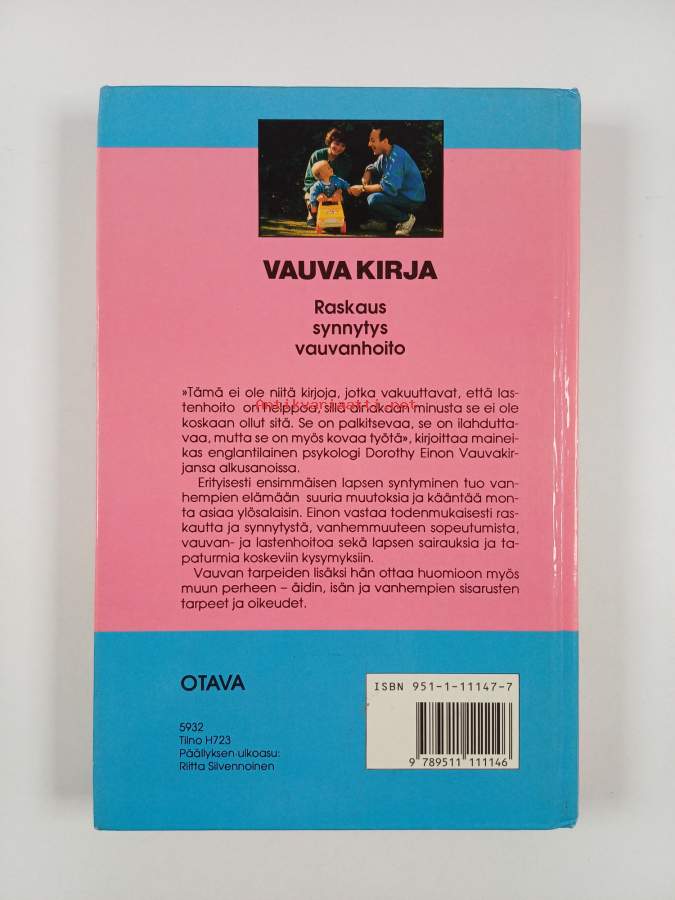 VAUVAKIRJA
Raskaus
synnytys
vauvanhoito
»Tämä ei ole niitä kirjoja, jotka vakuuttavat, että las-
tenhoito on helppoa, sillä ainakaan minusta se ei ole
Antikvariaatti.net
koskaan ollut sitä. Se on palkitsevaa, se on ilahdutta-
vaa, mutta se on myös kovaa työtä», kirjoittaa mainei-
kas englantilainen psykologi Dorothy Einon Vauvakir-
jansa alkusanoissa.
Erityisesti ensimmäisen lapsen syntyminen tuo van-
hempien elämään suuria muutoksia ja kääntää mon-
ta asiaa ylösalaisin. Einon vastaa todenmukaisesti ras-
kautta ja synnytystä, vanhemmuuteen sopeutumista,
vauvan- ja lastenhoitoa sekä lapsen sairauksia ja ta-
paturmia koskeviin kysymyksiin.
Vauvan tarpeiden lisäksi hän ottaa huomioon myös
muun perheen – äidin, isän ja vanhempien sisarusten
tarpeet ja oikeudet.
OTAVA
ISBN 951-1-11147-7
5932
Tilno H723
Päällyksen ulkoasu:
Riitta Silvennoinen
9 789511 111146